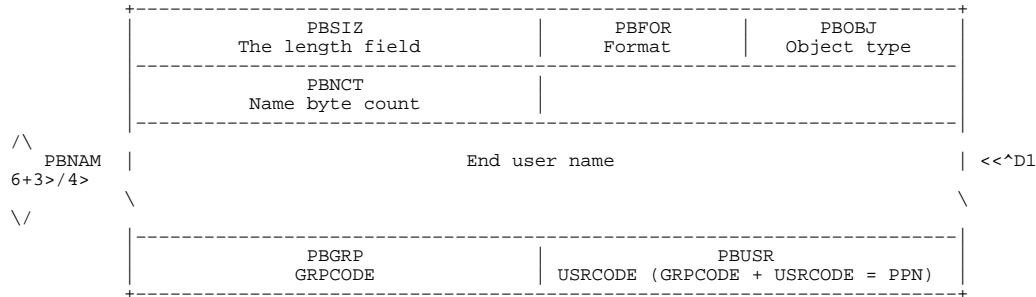 PBSIZ PBFOR PBOBJ
The length field Format Object type
PBNCT
Name byte count
/\
PBNAM | End user name | <<^D1
6+3>/4>
\ \
\/
PBGRP PBUSR
GRPCODE USRCODE (GRPCODE + USRCODE = PPN)